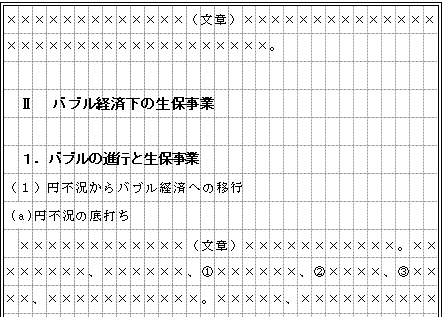 ×××××××××××××（文章）××××××××××××××
×××××××××××××××××××。
Ⅱ　バブル経済下の生保事業
１．バブルの進行と生保事業
(１) 円不況からバブル経済への移行
(a)円不況の底打ち
××××××××××××（文章）×××××××××××。××
××××××、××××××、①××××××、②××××、③××
××、×××××××××××。×××××、××××××××××